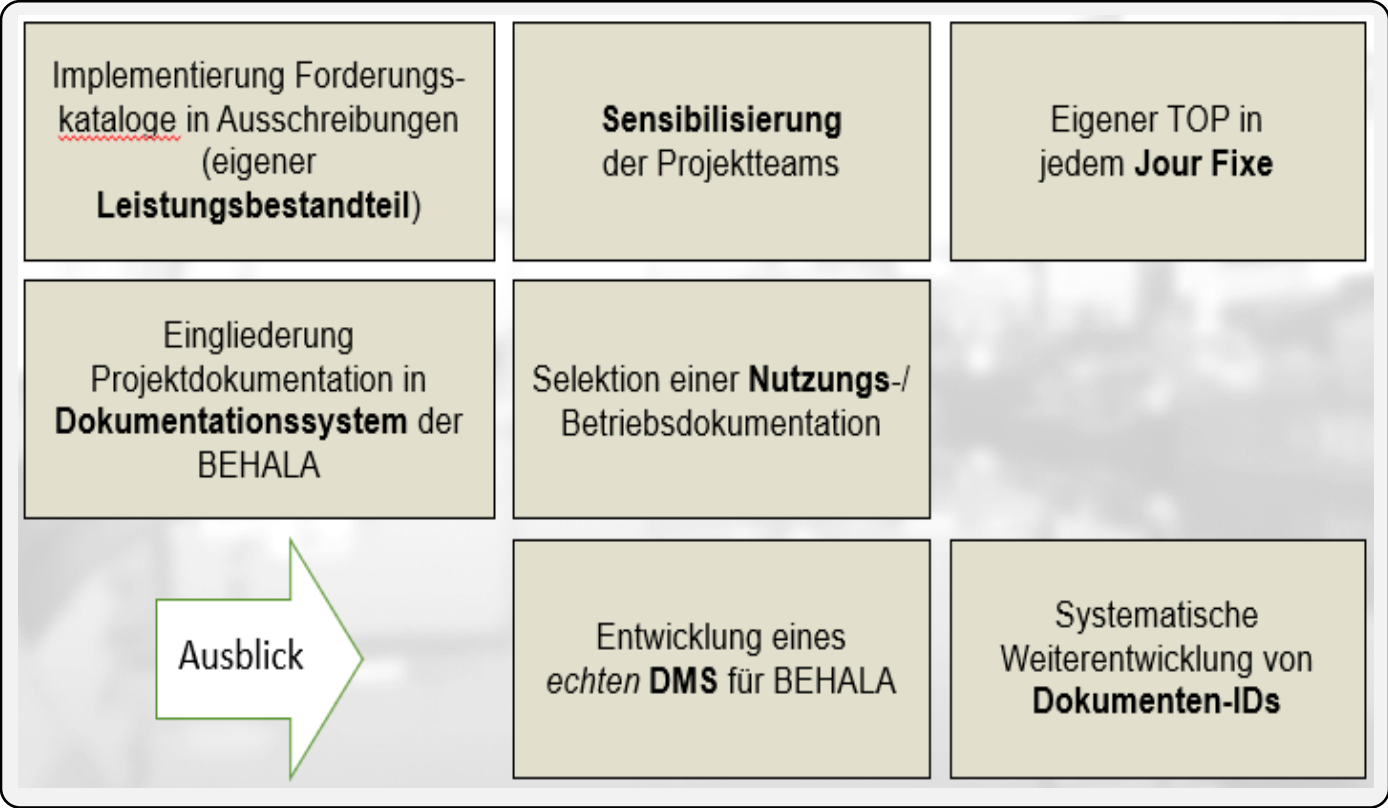 Implementierung Forderungs-
kataloge in Ausschreibungen
(eigener
Leistungsbestandteil)
Sensibilisierung
der Projektteams
Eigener TOP in
jedem Jour Fixe
Eingliederung
Projektdokumentation in
Dokumentationssystem der
BEHALA
Selektion einer Nutzungs-/
Betriebsdokumentation
Ausblick
Entwicklung eines
echten DMS für BEHALA
Systematische
Weiterentwicklung von
Dokumenten-IDs